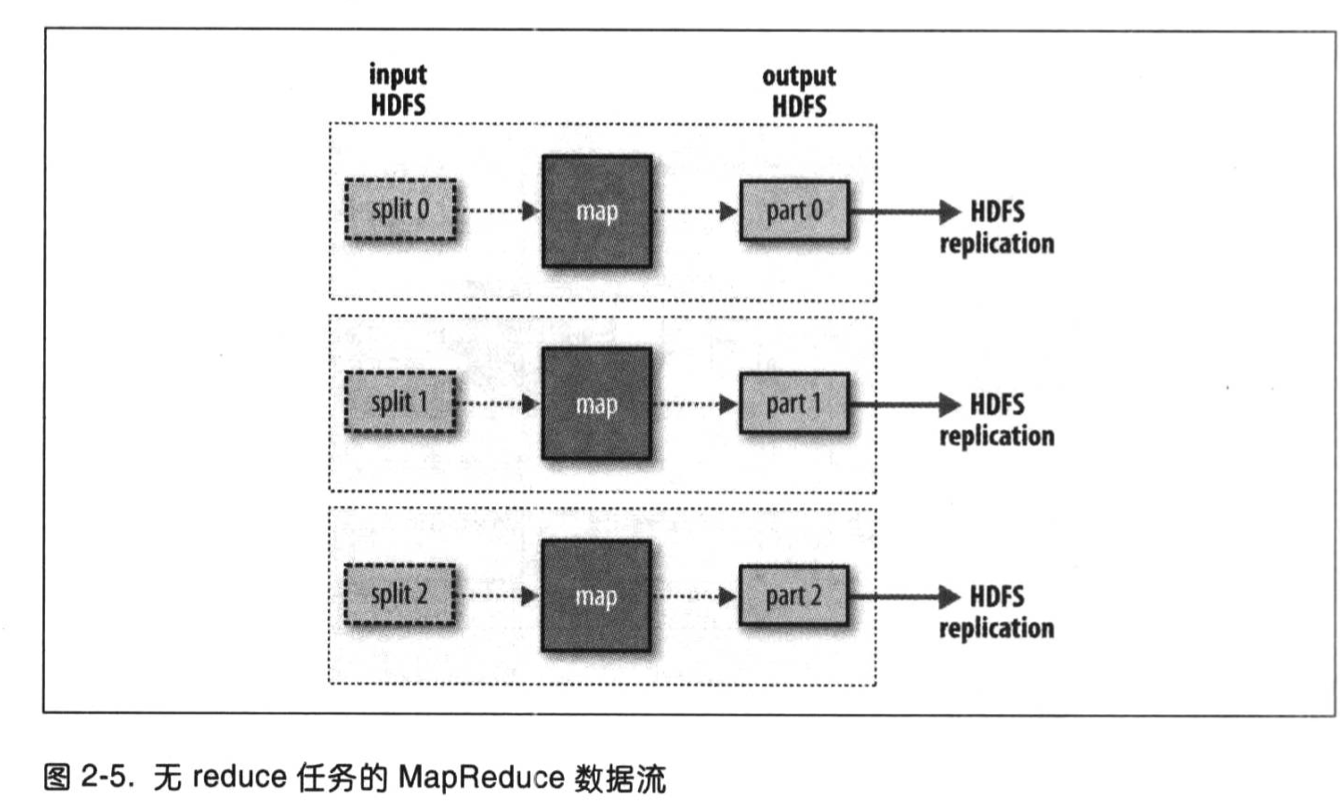 input
HDFS
output
HDFS
split 0
map
part 0
HDFS
replication
split 1
map
part 1
HDFS
replication
split 2
map
part 2
HDFS
replication
图 2-5. 无 reduce 任务的 MapReduce 数据流